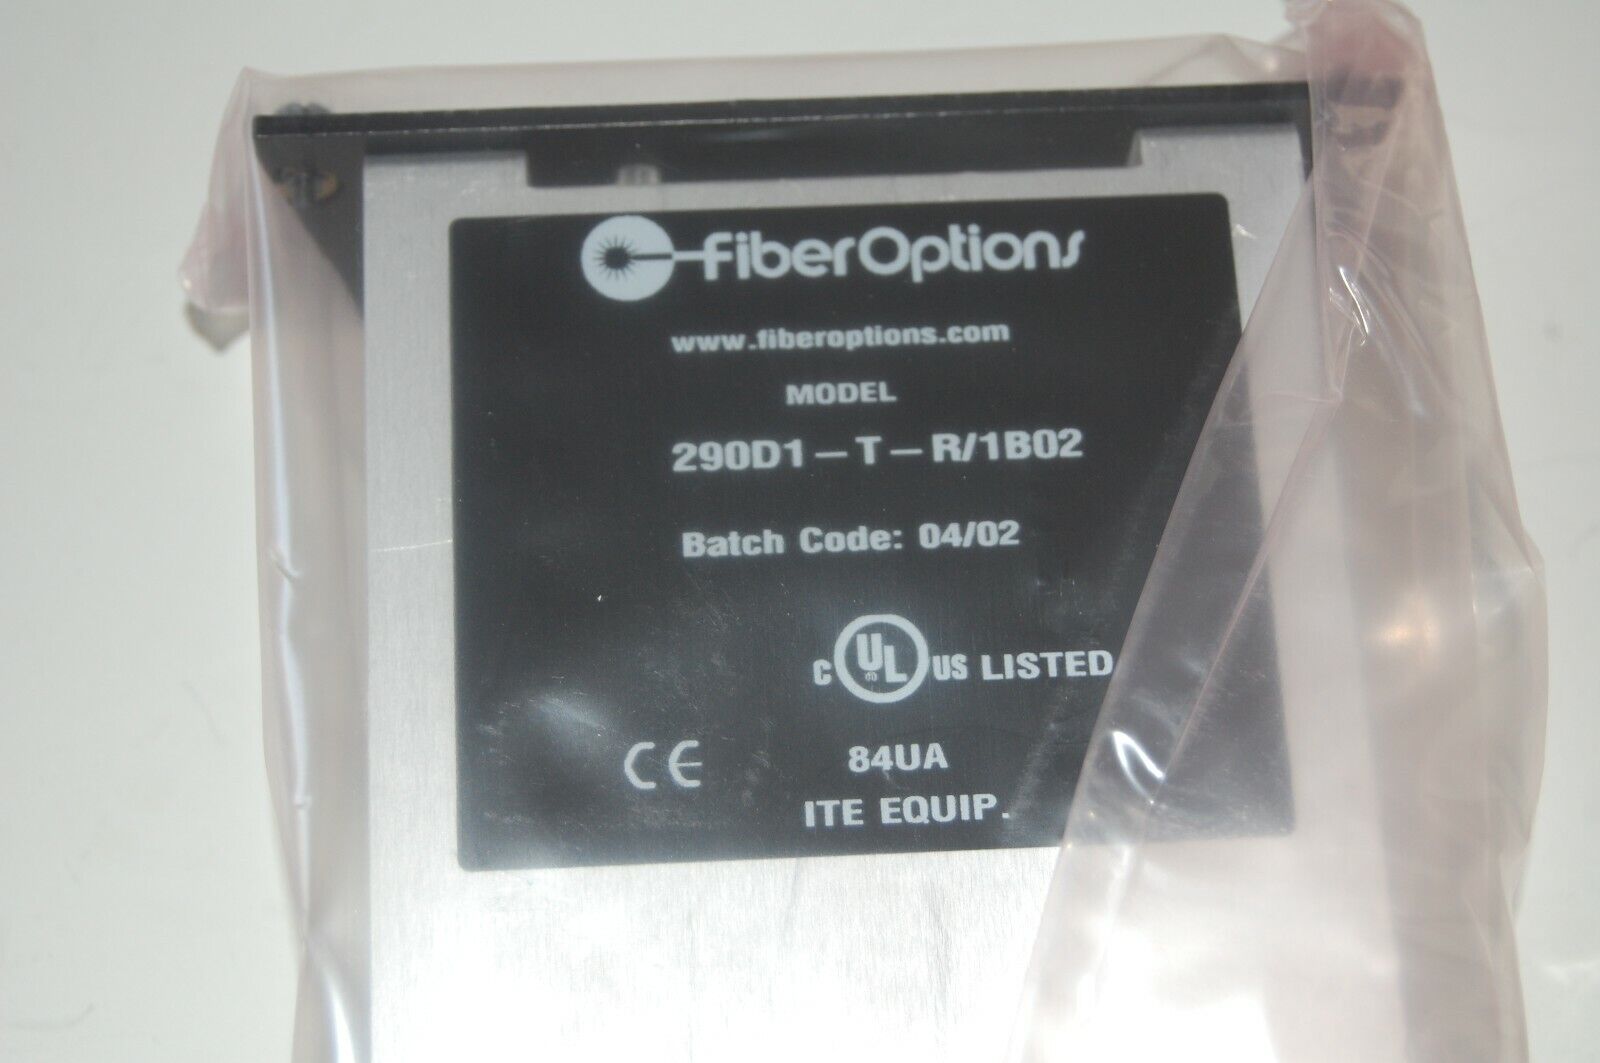 FiberOptions
www.fiberoptions.com
MODEL
290D1-T-R/1B02
Batch Code: 04/02
C UL US LISTED
CE 84UA
ITE EQUIP.